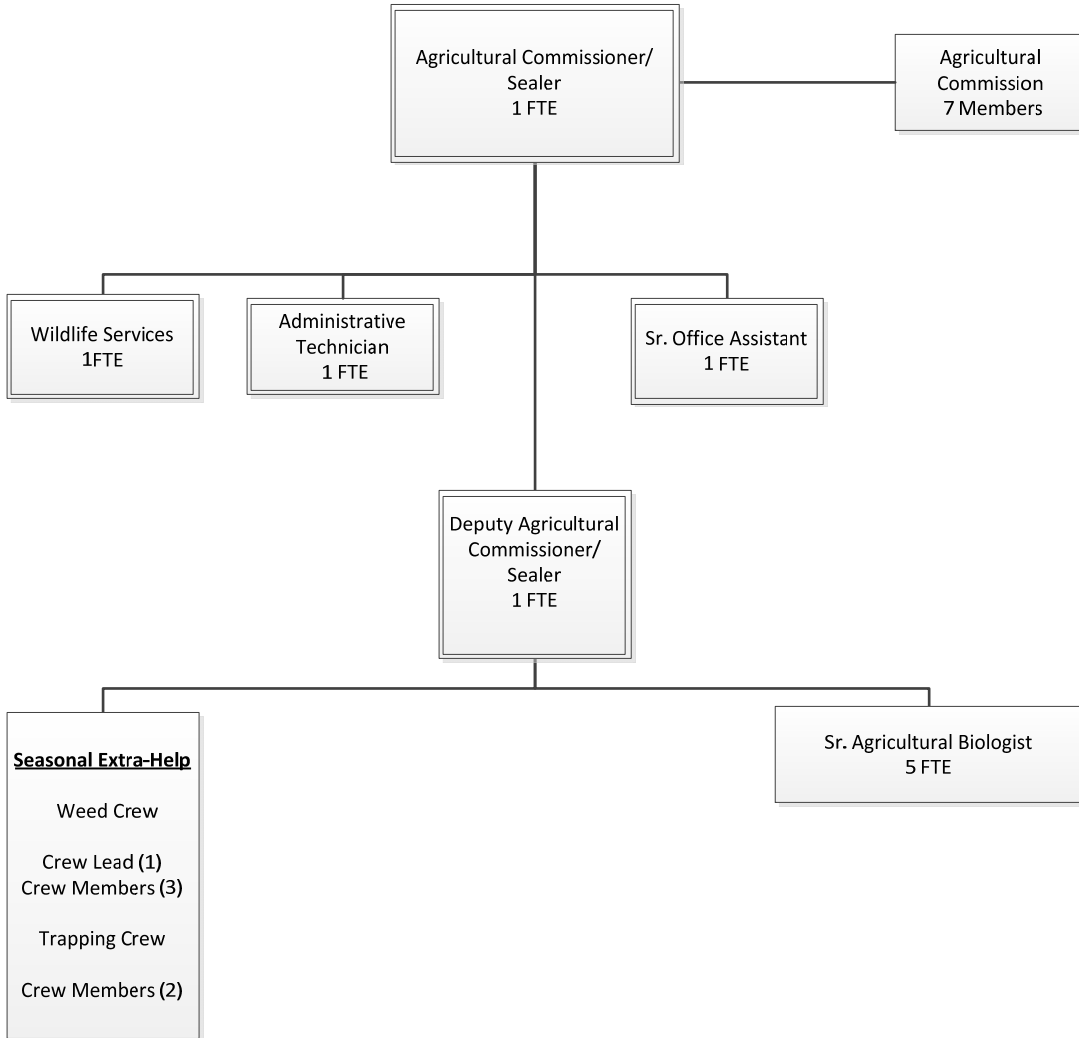 Agricultural Commissioner/
Sealer
1 FTE
Agricultural
Commission
7 Members
Wildlife Services
1FTE
Administrative
Technician
1 FTE
Sr. Office Assistant
1 FTE
Deputy Agricultural
Commissioner/
Sealer
1 FTE
Seasonal Extra-Help
Weed Crew
Crew Lead (1)
Crew Members (3)
Trapping Crew
Crew Members (2)
Sr. Agricultural Biologist
5 FTE